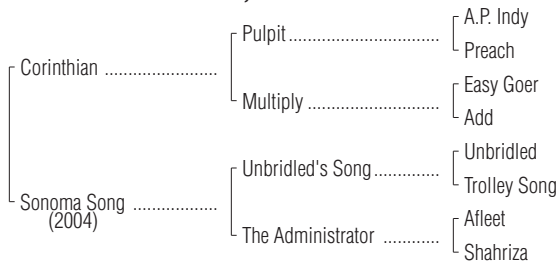 A.P. Indy
Pulpit
Preach
Corinthian
Easy Goer
Multiply
Add
Unbridled
Unbridled's Song
Trolley Song
Sonoma Song
(2004)
Afleet
The Administrator
Shahriza